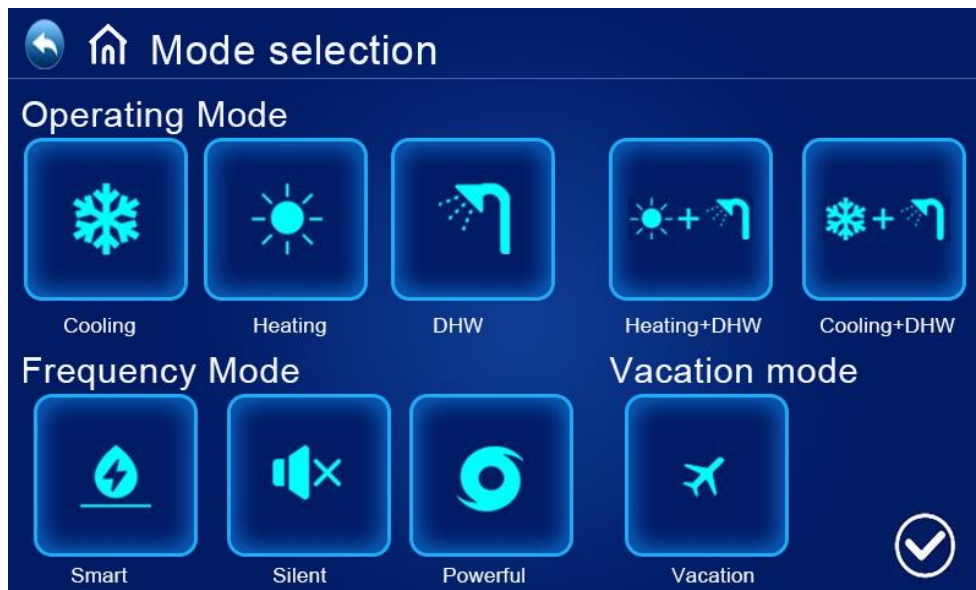 Mode selection
Operating Mode
Cooling Heating DHW Heating+DHW Cooling+DHW
Frequency Mode Vacation mode
Smart Silent Powerful Vacation